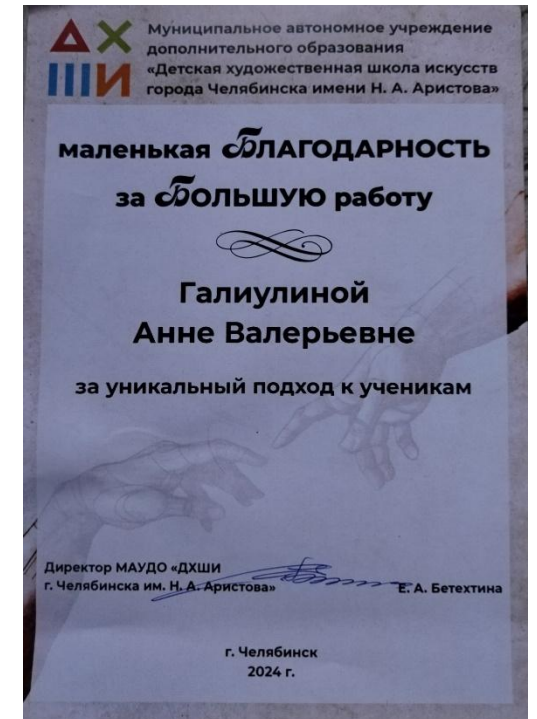 ДХ
ШИ
Муниципальное автономное учреждение
дополнительного образования
«Детская художественная школа искусств
города Челябинска имени Н. А. Аристова»
маленькая БЛАГОДАРНОСТЬ
за БОЛЬШУЮ работу
Галиулиной
Анне Валерьевне
за уникальный подход к ученикам
Директор МАУДО «ДХШИ
г. Челябинска им. Н. А. Аристова»
Е. А. Бетехтина
г. Челябинск
2024 г.